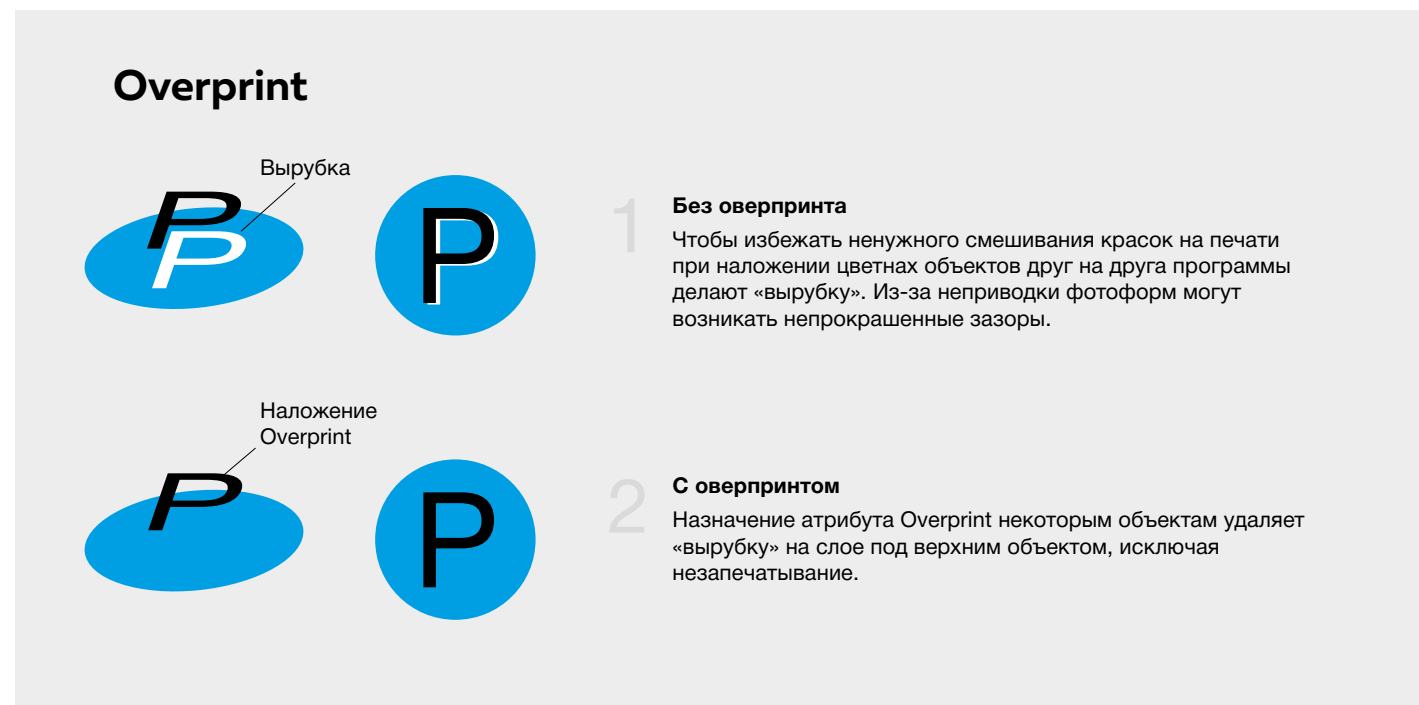 Overprint
Вырубка
P
P
P
1
Без оверпринта
Чтобы избежать ненужного смешивания красок на печати
при наложении цветнах объектов друг на друга программы
делают «вырубку». Из-за неприводки фотоформ могут
возникать непрокрашенные зазоры.
Наложение
Overprint
P
P
2
С оверпринтом
Назначение атрибута Overprint некоторым объектам удаляет
«вырубку» на слое под верхним объектом, исключая
незапечатывание.